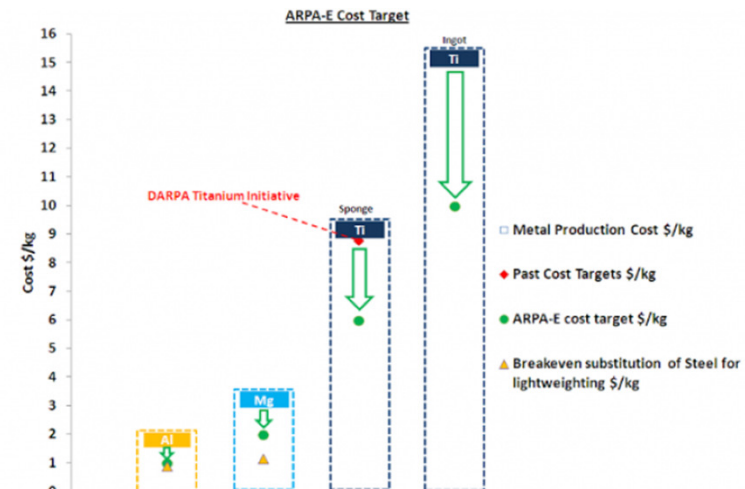 ARPA-E Cost Target
16
15
14
13
12
11
10
9
8
7
6
5
4
3
2
1
0
Cost $/kg
Ingot
Ti
DARPA Titanium Initiative
Sponge
Ti
Mg
Al
Metal Production Cost $/kg
Past Cost Targets $/kg
ARPA-E cost target $/kg
Breakeven substitution of Steel for
lightweighting $/kg